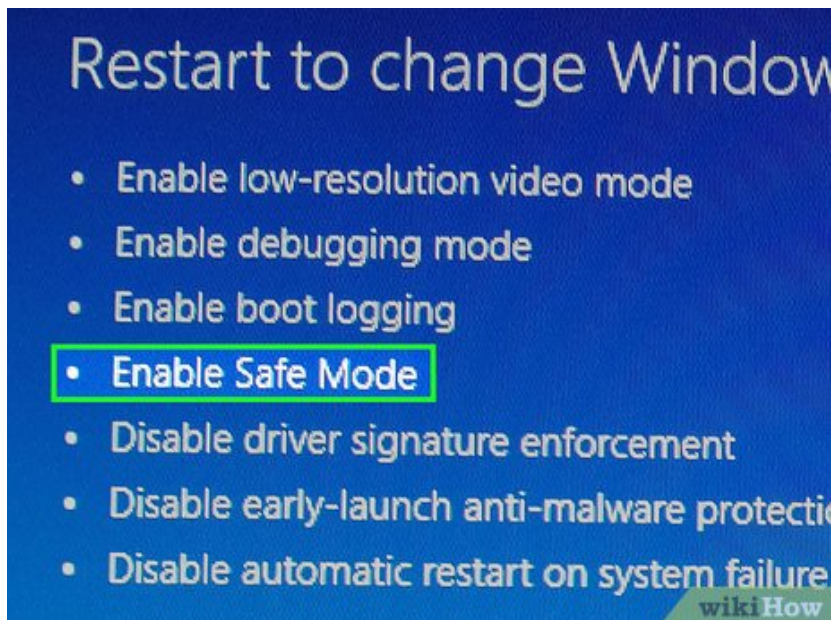 Restart to change Window
• Enable low-resolution video mode
• Enable debugging mode
• Enable boot logging
• Enable Safe Mode
• Disable driver signature enforcement
• Disable early-launch anti-malware protectio
• Disable automatic restart on system failure
wikiHow